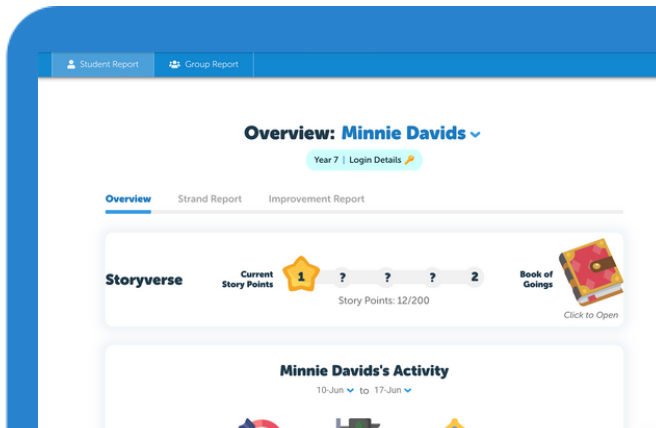 Student Report Group Report
Overview: Minnie Davids
Year 7 | Login Details
Overview Strand Report Improvement Report
Storyverse
Current
Story Points
1 ? ? ? 2
Story Points: 12/200
Book of
Goings
Click to Open
Minnie Davids's Activity
10-Jun to 17-Jun